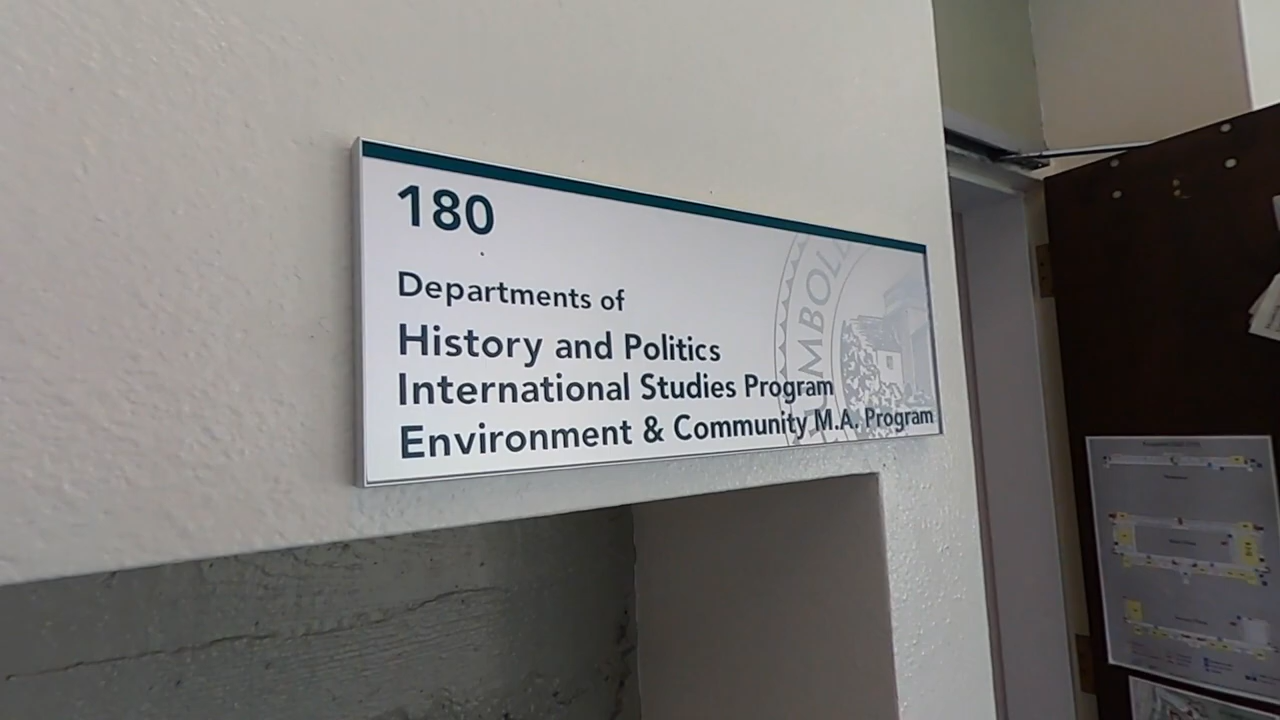 180
Departments of
History and Politics
International Studies Program
Environment & Community M.A. Program